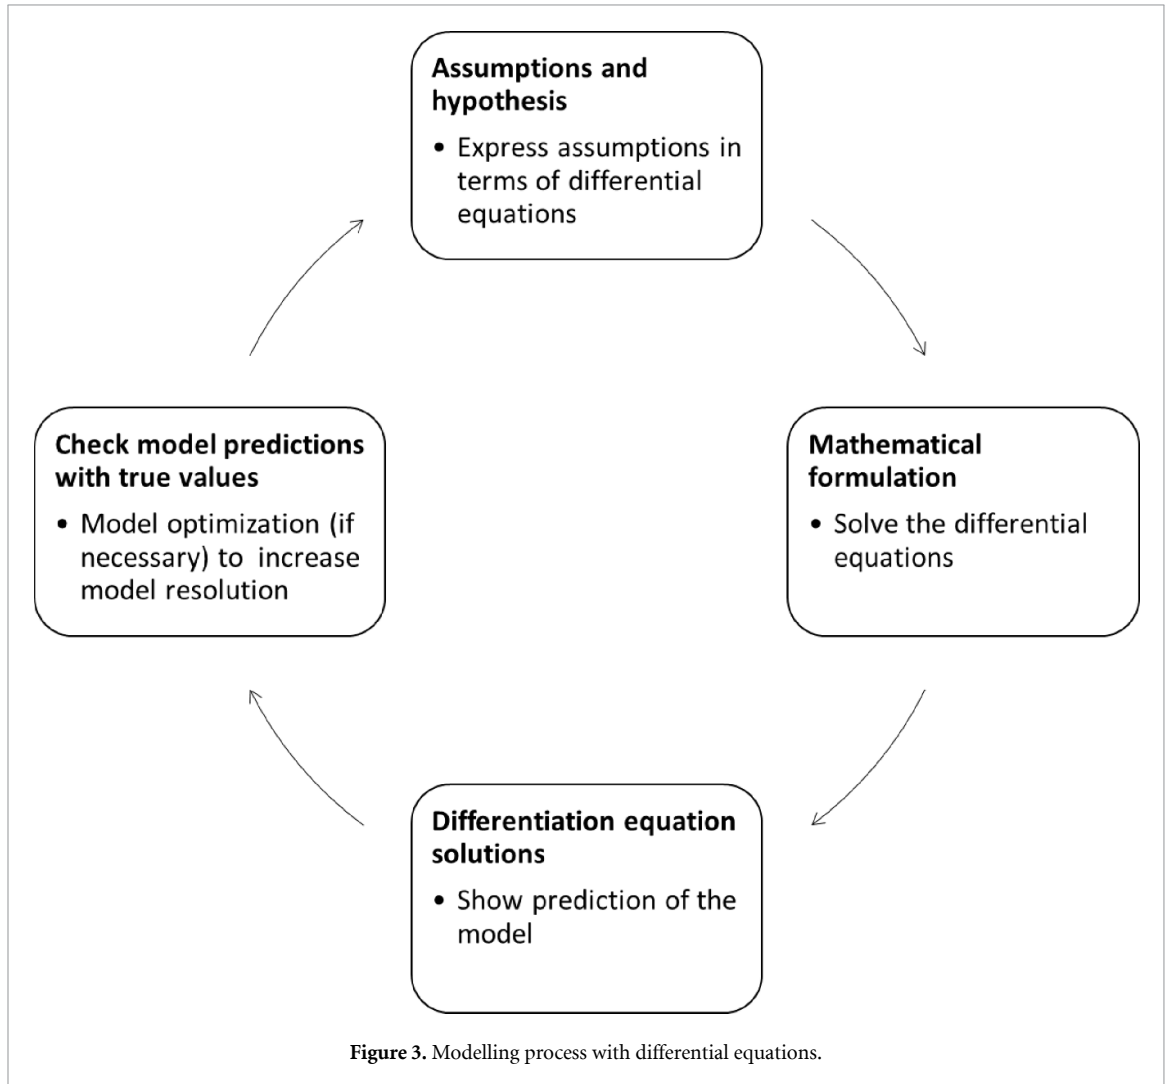 Assumptions and
hypothesis
• Express assumptions in
terms of differential
equations
Check model predictions
with true values
• Model optimization (if
necessary) to increase
model resolution
Mathematical
formulation
• Solve the differential
equations
Differentiation equation
solutions
• Show prediction of the
model
Figure 3. Modelling process with differential equations.